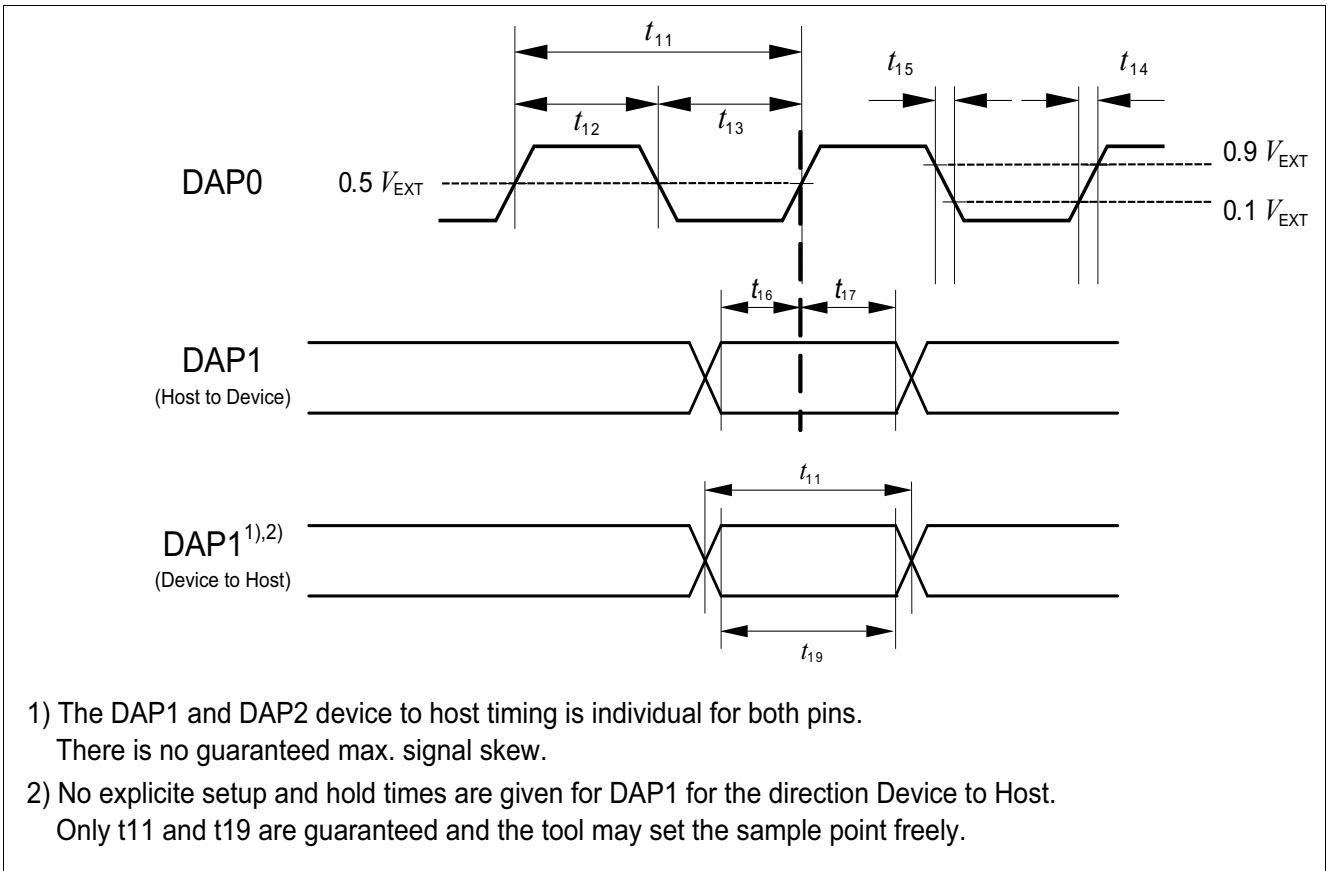 t11
t15
t14
t12
t13
DAP0
0.5 VEXT
0.9 VEXT
0.1 VEXT
t16
t17
DAP1
(Host to Device)
t11
DAP1 1),2)
(Device to Host)
t19
1) The DAP1 and DAP2 device to host timing is individual for both pins.
There is no guaranteed max. signal skew.
2) No explicite setup and hold times are given for DAP1 for the direction Device to Host.
Only t11 and t19 are guaranteed and the tool may set the sample point freely.